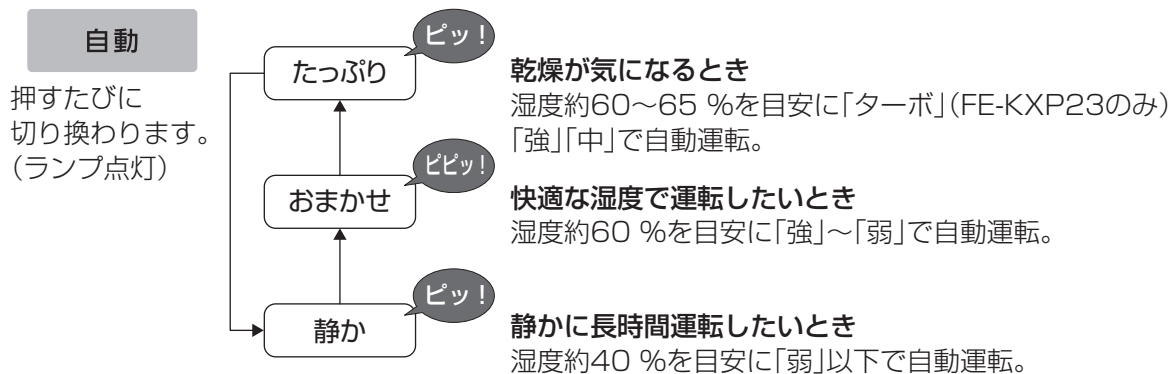 自動
押すたびに
切り換わります。
(ランプ点灯)
たっぷり
ピッ!
乾燥が気になるとき
湿度約60～65 %を目安に「ターボ」(FE-KXP23のみ)
「強」「中」で自動運転。
おまかせ
ピピッ!
快適な湿度で運転したいとき
湿度約60 %を目安に「強」～「弱」で自動運転。
静か
ピッ!
静かに長時間運転したいとき
湿度約40 %を目安に「弱」以下で自動運転。